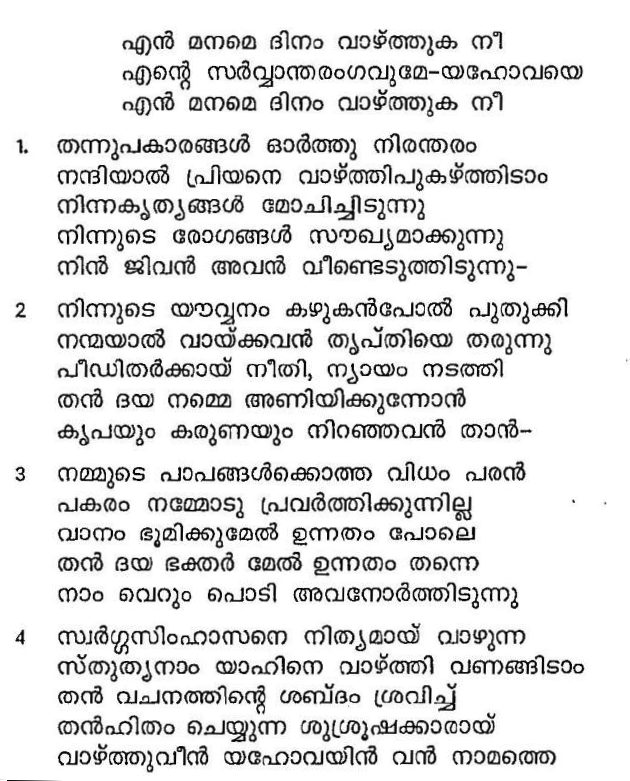 എൻ മനമെ ദിനം വാഴ്ത്തുക നീ
എന്റെ സർവ്വാന്തരംഗവുമേ-യഹോവയെ
എൻ മനമെ ദിനം വാഴ്ത്തുക നീ
1. തന്നുപകാരങ്ങൾ ഓർത്തു നിരന്തരം
നന്ദിയാൽ പ്രിയനെ വാഴ്ത്തിപുകഴ്ത്തിടാം
നിന്നകൃത്യങ്ങൾ മോചിച്ചിടുന്നു
നിന്നുടെ രോഗങ്ങൾ സൗഖ്യമാക്കുന്നു
നിൻ ജിവൻ അവൻ വീണ്ടെടുത്തിടുന്നു-
2 നിന്നുടെ യൗവ്വനം കഴുകൻപോൽ പുതുക്കി
നന്മയാൽ വായ്ക്കവൻ തൃപ്തിയെ തരുന്നു
പീഡിതർക്കായ് നീതി, ന്യായം നടത്തി
തൻ ദയ നമ്മെ അണിയിക്കുന്നോൻ
കൃപയും കരുണയും നിറഞ്ഞവൻ താൻ-
3 നമ്മുടെ പാപങ്ങൾക്കൊത്ത വിധം പരൻ
പകരം നമ്മോടു പ്രവർത്തിക്കുന്നില്ല
വാനം ഭൂമിക്കുമേൽ ഉന്നതം പോലെ
തൻ ദയ ഭക്തർ മേൽ ഉന്നതം തന്നെ
നാം വെറും പൊടി അവനോർത്തിടുന്നു
4 സ്വർഗ്ഗസിംഹാസനെ നിത്യമായ് വാഴുന്ന
സ്തുത്യനാം യാഹിനെ വാഴ്ത്തി വണങ്ങിടാം
തൻ വചനത്തിന്റെ ശബ്ദം ശ്രവിച്ച്
തൻഹിതം ചെയ്യുന്ന ശുശ്രൂഷക്കാരായ്
വാഴ്ത്തുവീൻ യഹോവയിൻ വൻ നാമത്തെ